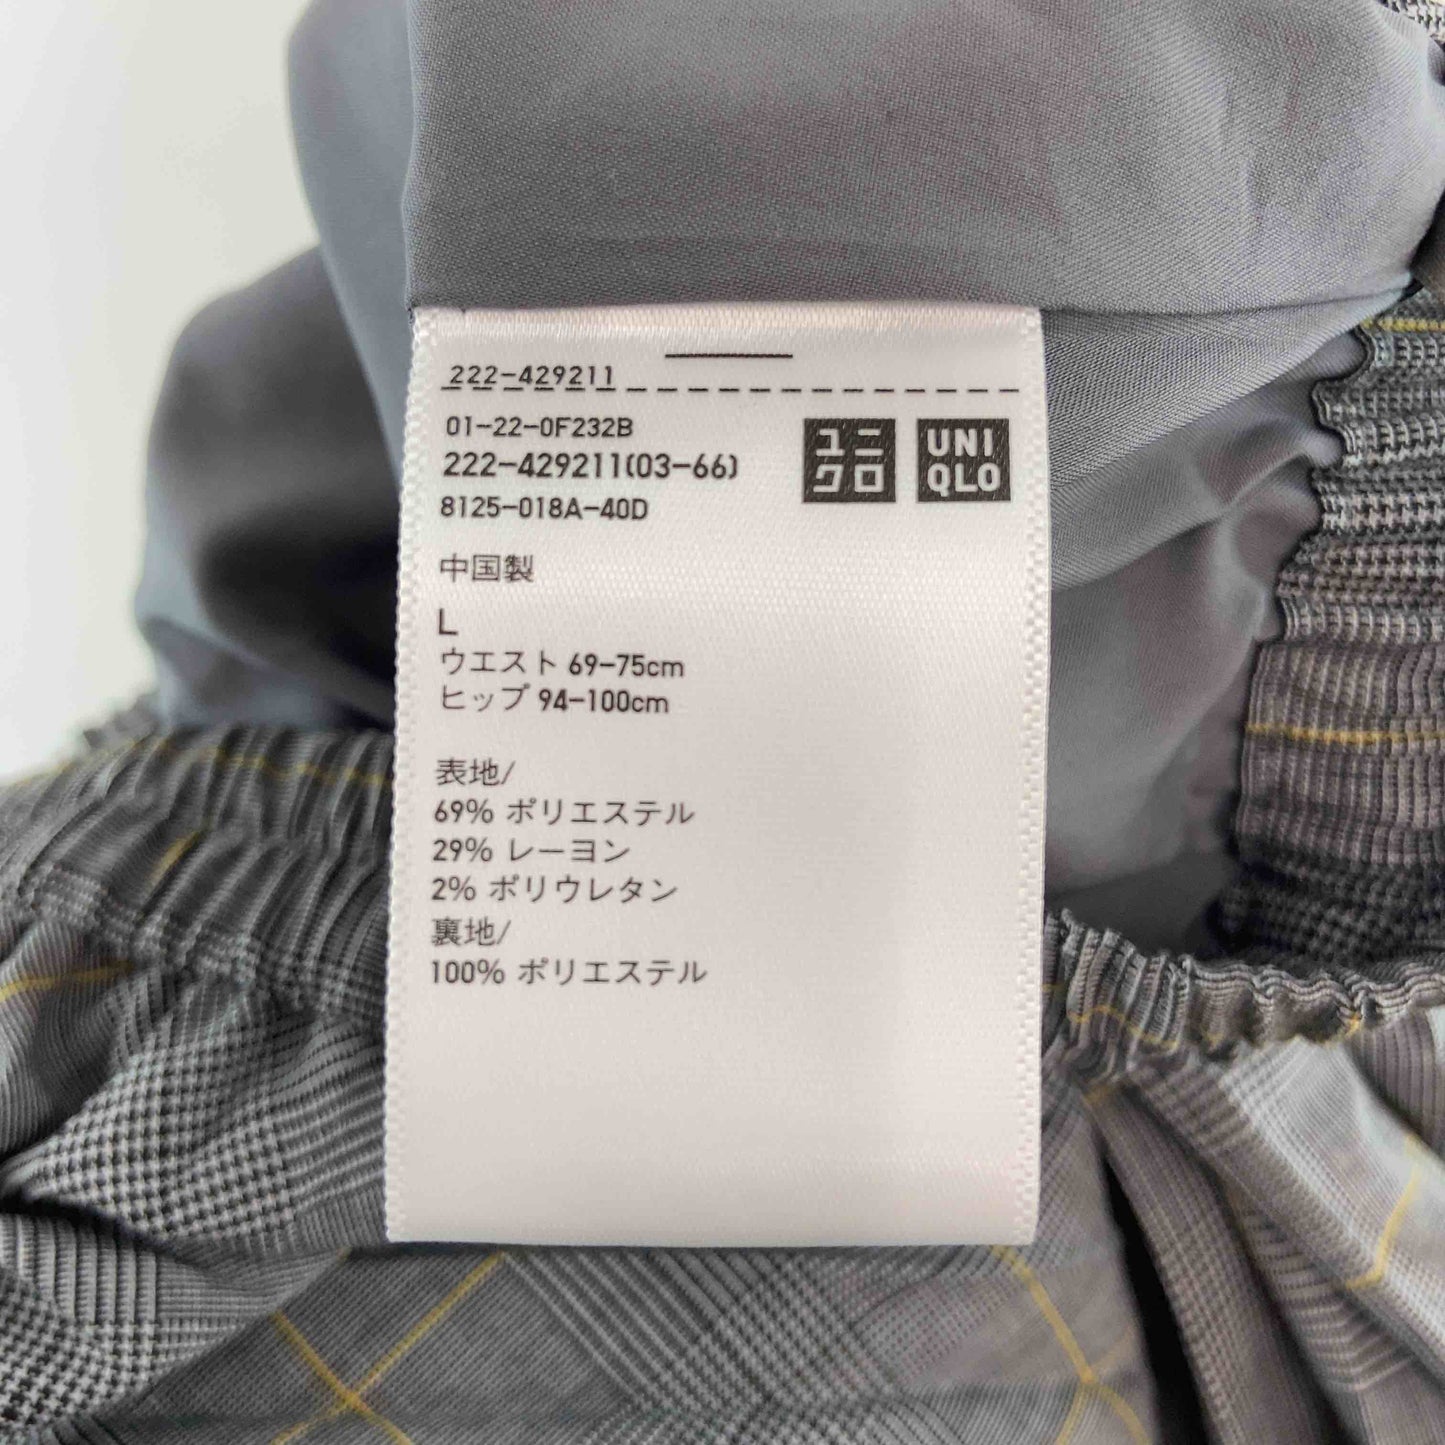 222-429211
01-22-0F232B
222-429211(03-66)
8125-018A-40D
ユニ
クロ
UNI
QLO
中国製
L
ウエスト 69-75cm
ヒップ 94-100cm
表地/
69% ポリエステル
29% レーヨン
2% ポリウレタン
裏地/
100% ポリエステル